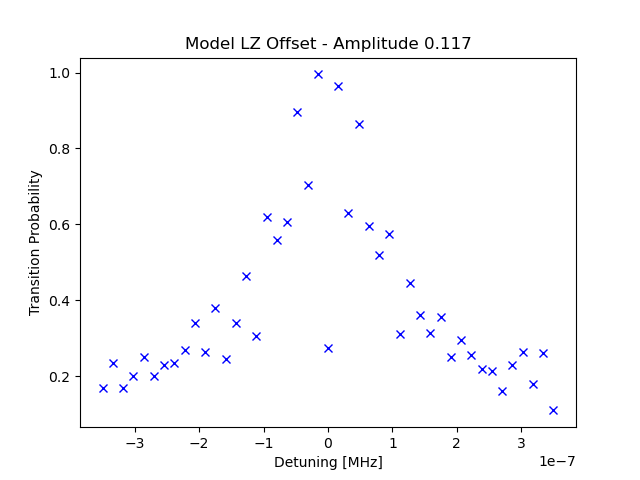 Model LZ Offset - Amplitude 0.117
1.0
0.8
0.6
0.4
0.2
Transition Probability
−3 −2 −1 0 1 2 3
1e−7
Detuning [MHz]